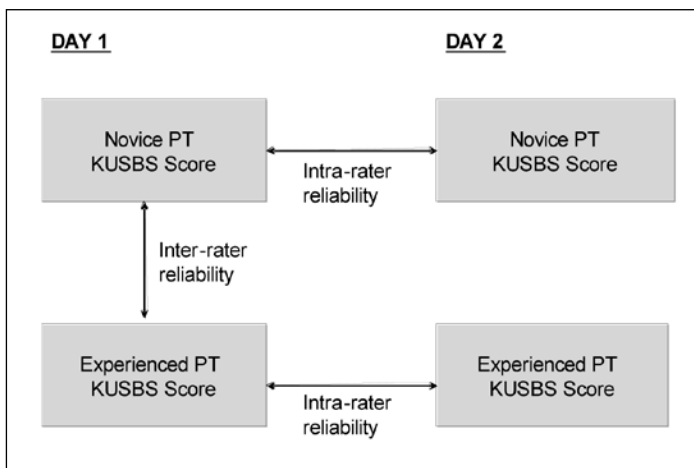 DAY 1
DAY 2
Novice PT
KUSBS Score
Intra-rater
reliability
Novice PT
KUSBS Score
Inter-rater
reliability
Experienced PT
KUSBS Score
Intra-rater
reliability
Experienced PT
KUSBS Score